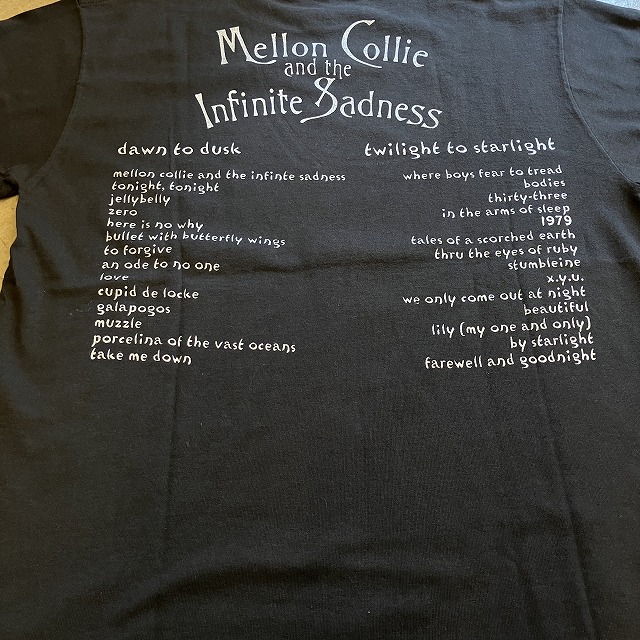 Mellon Collie
and the
Infinite Sadness
dawn to dusk
mellon collie and the infinte sadness
tonight, tonight
jellybelly
zero
here is no why
bullet with butterfly wings
to forgive
an ode to no one
love
cupid de locke
galapogos
muzzle
porcelina of the vast oceans
take me down
twilight to starlight
where boys fear to tread
bodies
thirty-three
in the arms of sleep
1979
tales of a scorched earth
thru the eyes of ruby
stumbleine
x.y.u.
we only come out at night
beautiful
lily (my one and only)
by starlight
farewell and goodnight